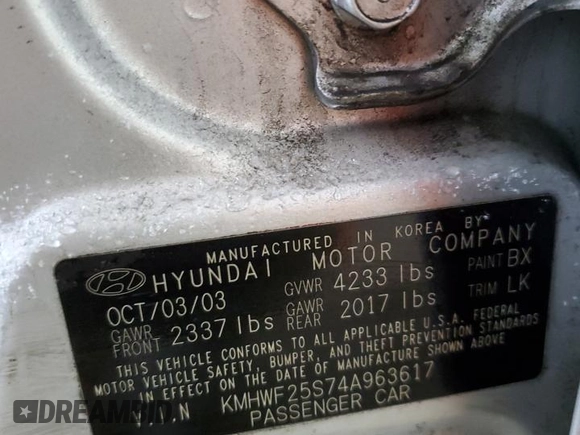 MANUFACTURED IN KOREA BY
HYUNDAI MOTOR COMPANY
OCT/03/03 GVWR 4233 lbs PAINT BX
GAWR FRONT 2337 lbs GAWR REAR 2017 lbs TRIM LK
THIS VEHICLE CONFORMS TO ALL APPLICABLE U.S.A. FEDERAL
MOTOR VEHICLE SAFETY, BUMPER, AND THEFT PREVENTION STANDARDS
IN EFFECT ON THE DATE OF MANUFACTURE SHOWN ABOVE
KMHWF25S74A963617
PASSENGER CAR
DREAMBID